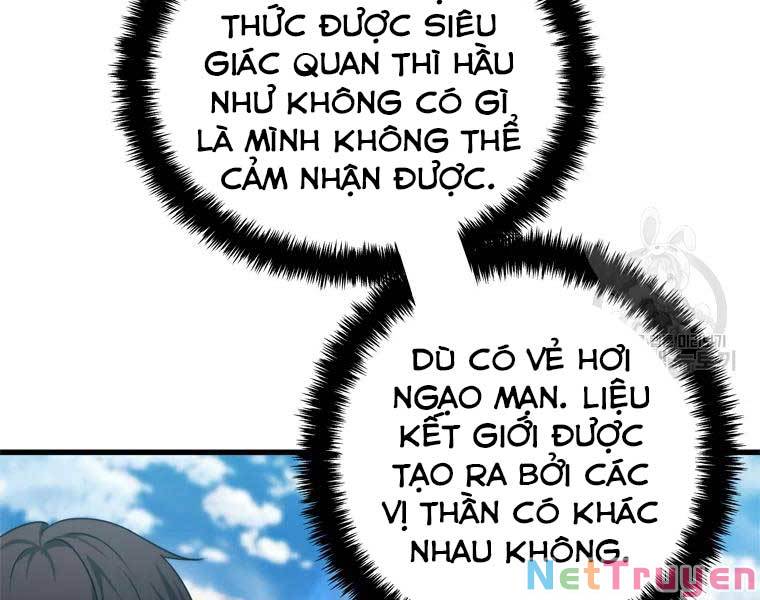 THỨC ĐƯỢC SIÊU
GIÁC QUAN THÌ HẦU
NHƯ KHÔNG CÓ GÌ
LÀ MÌNH KHÔNG THỂ
CẢM NHẬN ĐƯỢC.
DÙ CÓ VẺ HƠI
NGẠO MẠN. LIỆU
KẾT GIỚI ĐƯỢC
TẠO RA BỞI CÁC
VỊ THẦN CÓ KHÁC
NHAU KHÔNG.
NetTruyen